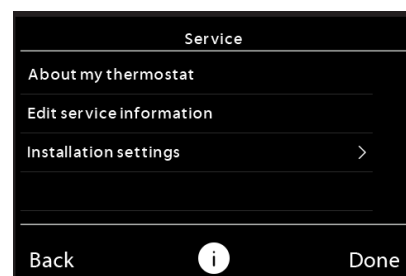 Service
About my thermostat
Edit service information
Installation settings >
Back
i
Done